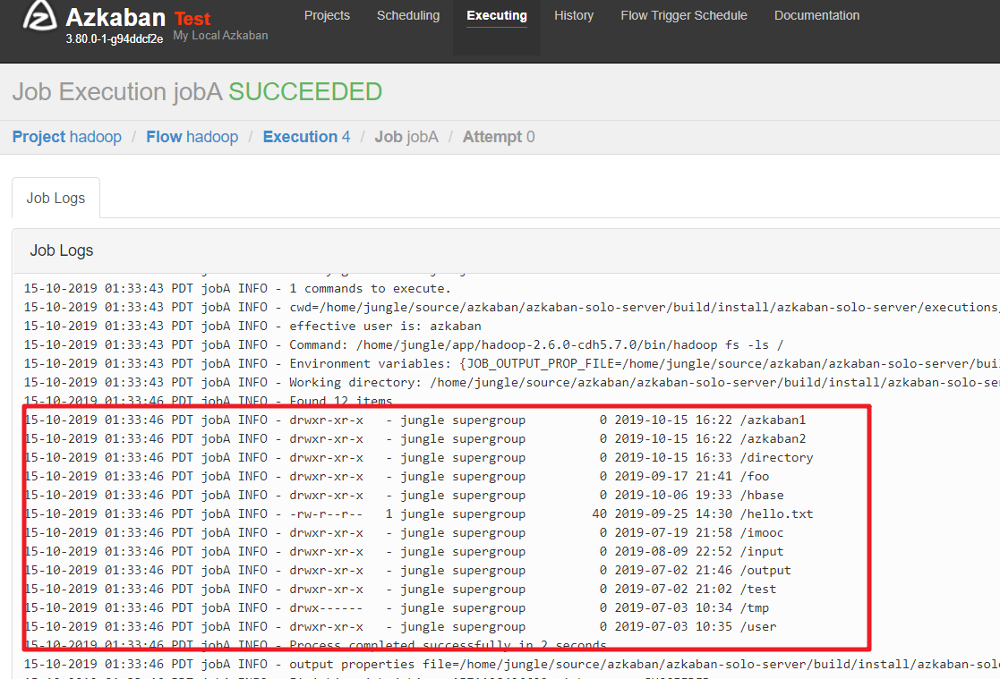 Azkaban Test
3.80.0-1-g94ddcf2e My Local Azkaban
Projects Scheduling Executing History Flow Trigger Schedule Documentation
Job Execution jobA SUCCEEDED
Project hadoop / Flow hadoop / Execution 4 / Job jobA / Attempt 0
Job Logs
Job Logs
15-10-2019 01:33:43 PDT jobA INFO - 1 commands to execute.
15-10-2019 01:33:43 PDT jobA INFO - cwd=/home/jungle/source/azkaban/azkaban-solo-server/build/install/azkaban-solo-server/executions
15-10-2019 01:33:43 PDT jobA INFO - effective user is: azkaban
15-10-2019 01:33:43 PDT jobA INFO - Command: /home/jungle/app/hadoop-2.6.0-cdh5.7.0/bin/hadoop fs -ls /
15-10-2019 01:33:43 PDT jobA INFO - Environment variables: {JOB_OUTPUT_PROP_FILE=/home/jungle/source/azkaban/azkaban-solo-server/bui
15-10-2019 01:33:43 PDT jobA INFO - Working directory: /home/jungle/source/azkaban/azkaban-solo-server/build/install/azkaban-solo-se
15-10-2019 01:33:46 PDT jobA INFO - Found 12 items
15-10-2019 01:33:46 PDT jobA INFO - drwxr-xr-x - jungle supergroup 0 2019-10-15 16:22 /azkaban1
15-10-2019 01:33:46 PDT jobA INFO - drwxr-xr-x - jungle supergroup 0 2019-10-15 16:22 /azkaban2
15-10-2019 01:33:46 PDT jobA INFO - drwxr-xr-x - jungle supergroup 0 2019-10-15 16:33 /directory
15-10-2019 01:33:46 PDT jobA INFO - drwxr-xr-x - jungle supergroup 0 2019-09-17 21:41 /foo
15-10-2019 01:33:46 PDT jobA INFO - drwxr-xr-x - jungle supergroup 0 2019-10-06 19:33 /hbase
15-10-2019 01:33:46 PDT jobA INFO - -rw-r--r-- 1 jungle supergroup 40 2019-09-25 14:30 /hello.txt
15-10-2019 01:33:46 PDT jobA INFO - drwxr-xr-x - jungle supergroup 0 2019-07-19 21:58 /imooc
15-10-2019 01:33:46 PDT jobA INFO - drwxr-xr-x - jungle supergroup 0 2019-08-09 22:52 /input
15-10-2019 01:33:46 PDT jobA INFO - drwxr-xr-x - jungle supergroup 0 2019-07-02 21:46 /output
15-10-2019 01:33:46 PDT jobA INFO - drwxr-xr-x - jungle supergroup 0 2019-07-02 21:02 /test
15-10-2019 01:33:46 PDT jobA INFO - drwx------ - jungle supergroup 0 2019-07-03 10:34 /tmp
15-10-2019 01:33:46 PDT jobA INFO - drwxr-xr-x - jungle supergroup 0 2019-07-03 10:35 /user
15-10-2019 01:33:46 PDT jobA INFO - Process completed successfully in 2 seconds
15-10-2019 01:33:46 PDT jobA INFO - output properties file=/home/jungle/source/azkaban/azkaban-solo-server/build/install/azkaban-sol